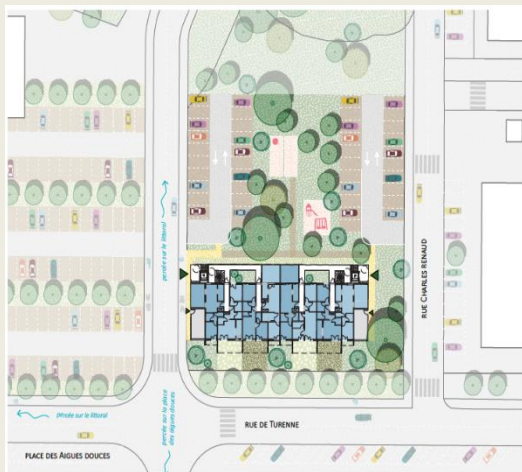 percée sur le littoral
RUE CHARLES RENAUD
percée sur le littoral
percée sur la place
des aigues douces
RUE DE TURENNE
PLACE DES AIGUES DOUCES